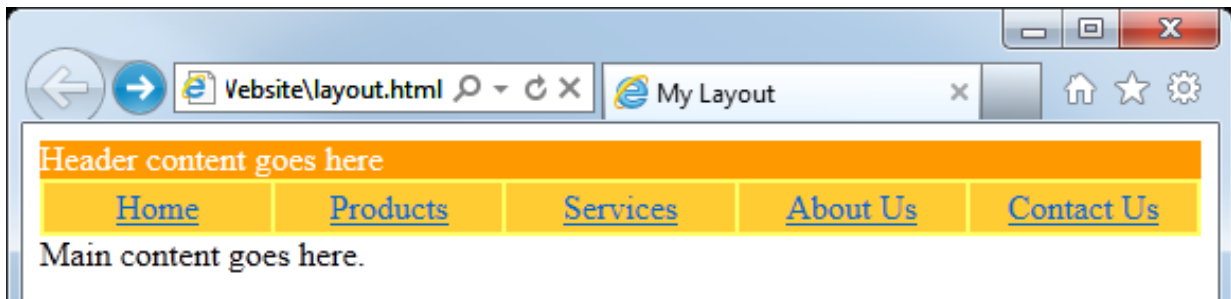 Vebsite\layout.html
My Layout
Header content goes here
Home Products Services About Us Contact Us
Main content goes here.